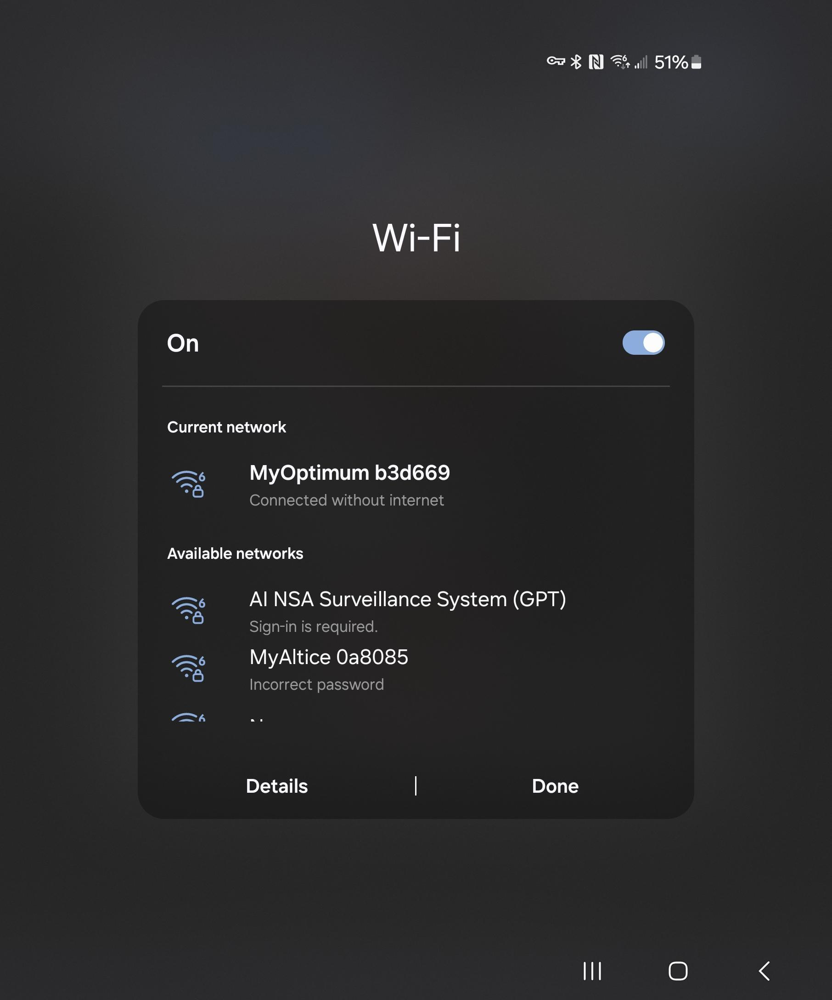 51%
Wi-Fi
On
Current network
MyOptimum b3d669
Connected without internet
Available networks
AI NSA Surveillance System (GPT)
Sign-in is required.
MyAltice 0a8085
Incorrect password
Details
Done